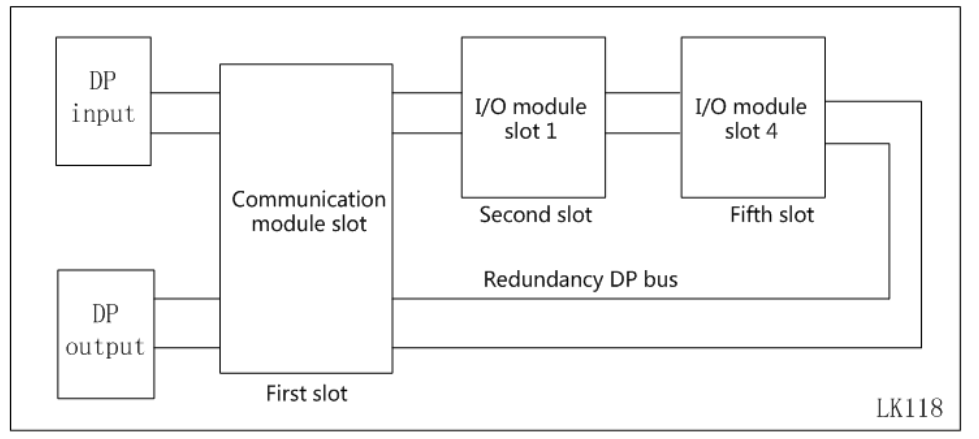 DP
input
Communication
module slot
I/O module
slot 1
I/O module
slot 4
Second slot
Fifth slot
Redundancy DP bus
DP
output
First slot
LK118